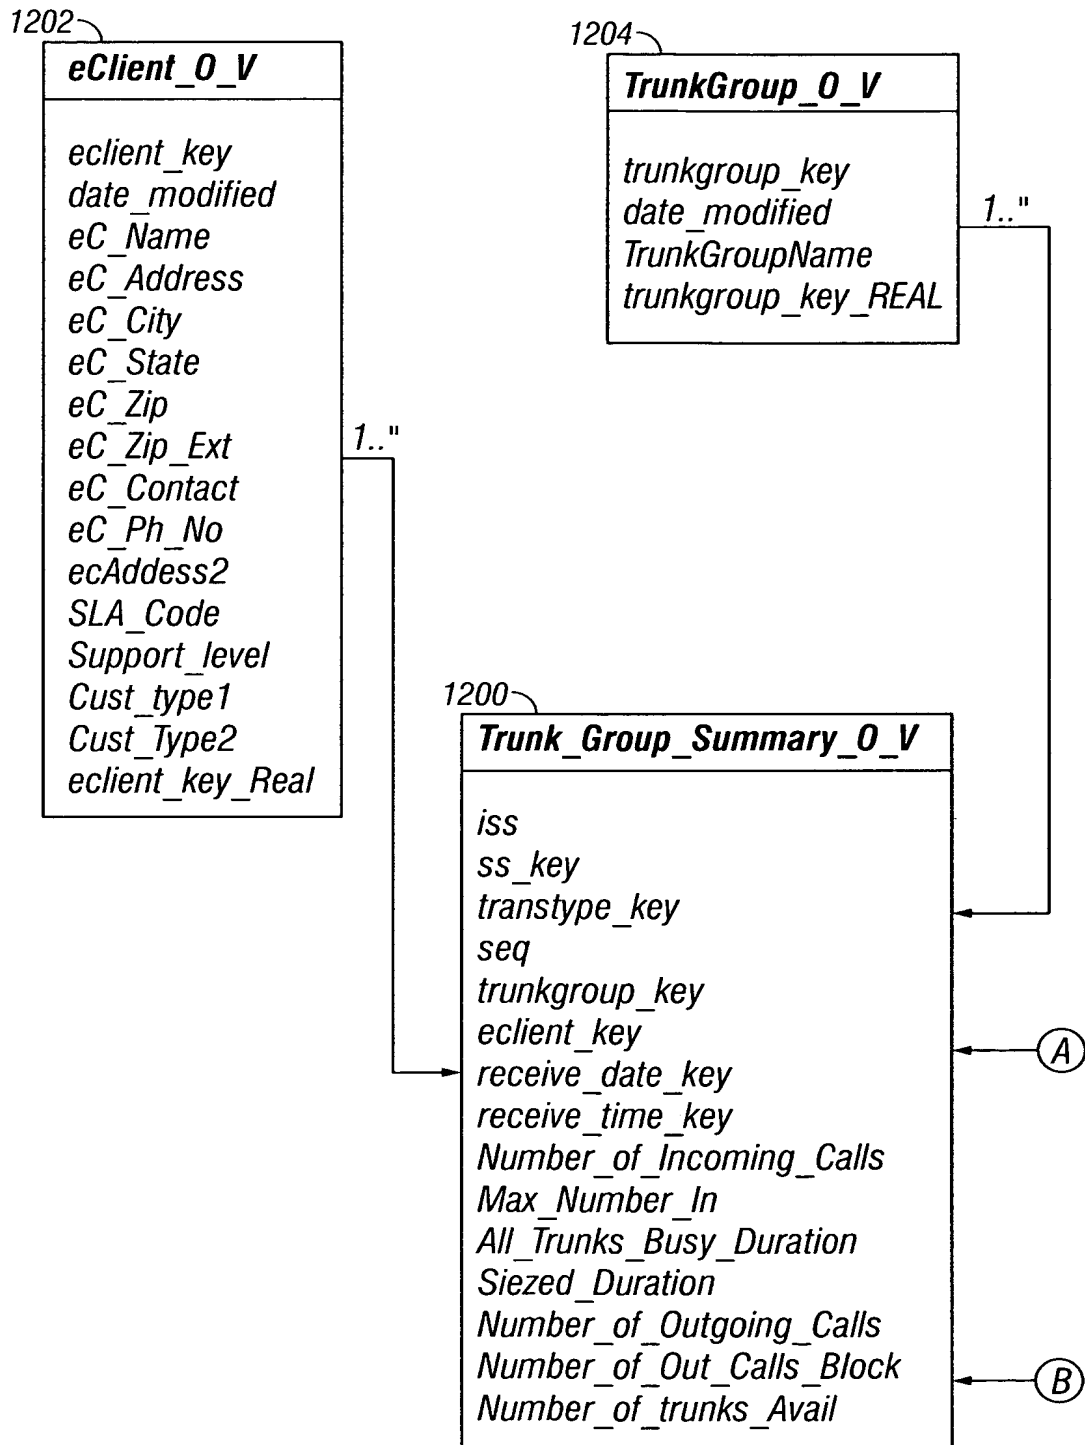 1202
eClient_O_V
eclient_key
date_modified
eC_Name
eC_Address
eC_City
eC_State
eC_Zip
eC_Zip_Ext
eC_Contact
eC_Ph_No
ecAddess2
SLA_Code
Support_level
Cust_type1
Cust_Type2
eclient_key_Real
1.."
1204
TrunkGroup_O_V
trunkgroup_key
date_modified
TrunkGroupName
trunkgroup_key_REAL
1.."
1200
Trunk_Group_Summary_O_V
iss
ss_key
transtype_key
seq
trunkgroup_key
eclient_key
receive_date_key
receive_time_key
Number_of_Incoming_Calls
Max_Number_In
All_Trunks_Busy_Duration
Siezed_Duration
Number_of_Outgoing_Calls
Number_of_Out_Calls_Block
Number_of_trunks_Avail
A
B